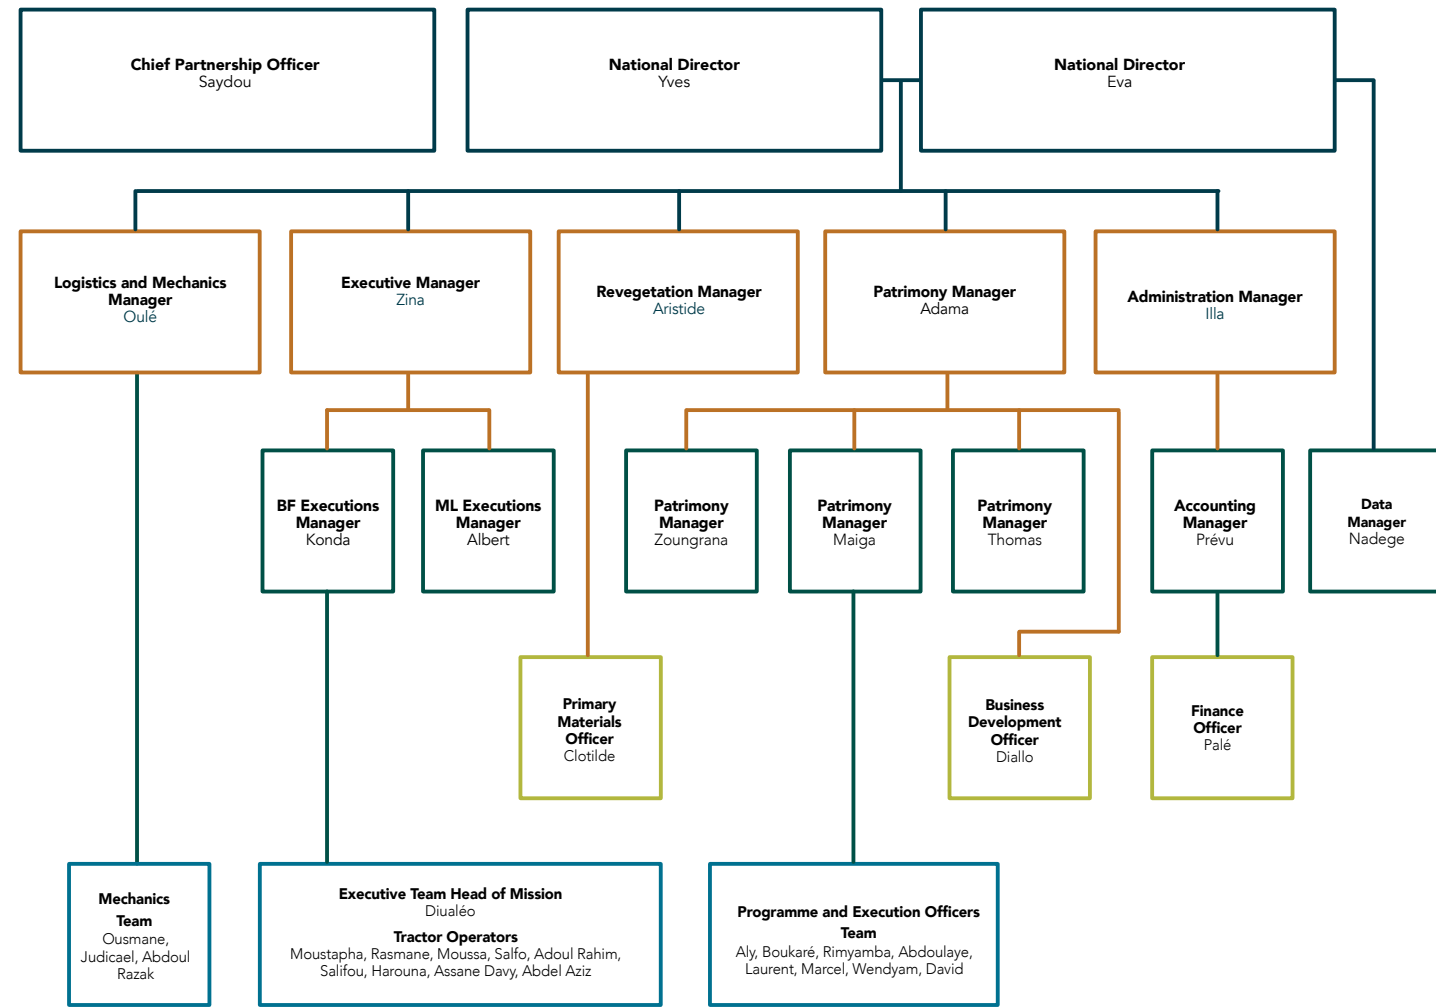 Chief Partnership Officer
Saydou
National Director
Yves
National Director
Eva
Logistics and Mechanics
Manager
Oulé
Executive Manager
Zina
Revegetation Manager
Aristide
Patrimony Manager
Adama
Administration Manager
Illa
BF Executions
Manager
Konda
ML Executions
Manager
Albert
Patrimony
Manager
Zoungrana
Patrimony
Manager
Maiga
Patrimony
Manager
Thomas
Accounting
Manager
Prévu
Data
Manager
Nadege
Primary
Materials
Officer
Clotilde
Business
Development
Officer
Diallo
Finance
Officer
Palé
Mechanics
Team
Ousmane,
Judicael, Abdoul
Razak
Executive Team Head of Mission
Diualéo
Tractor Operators
Moustapha, Rasmane, Moussa, Salfo, Adoul Rahim,
Salifou, Harouna, Assane Davy, Abdel Aziz
Programme and Execution Officers
Team
Aly, Boukaré, Rimyamba, Abdoulaye,
Laurent, Marcel, Wendyam, David